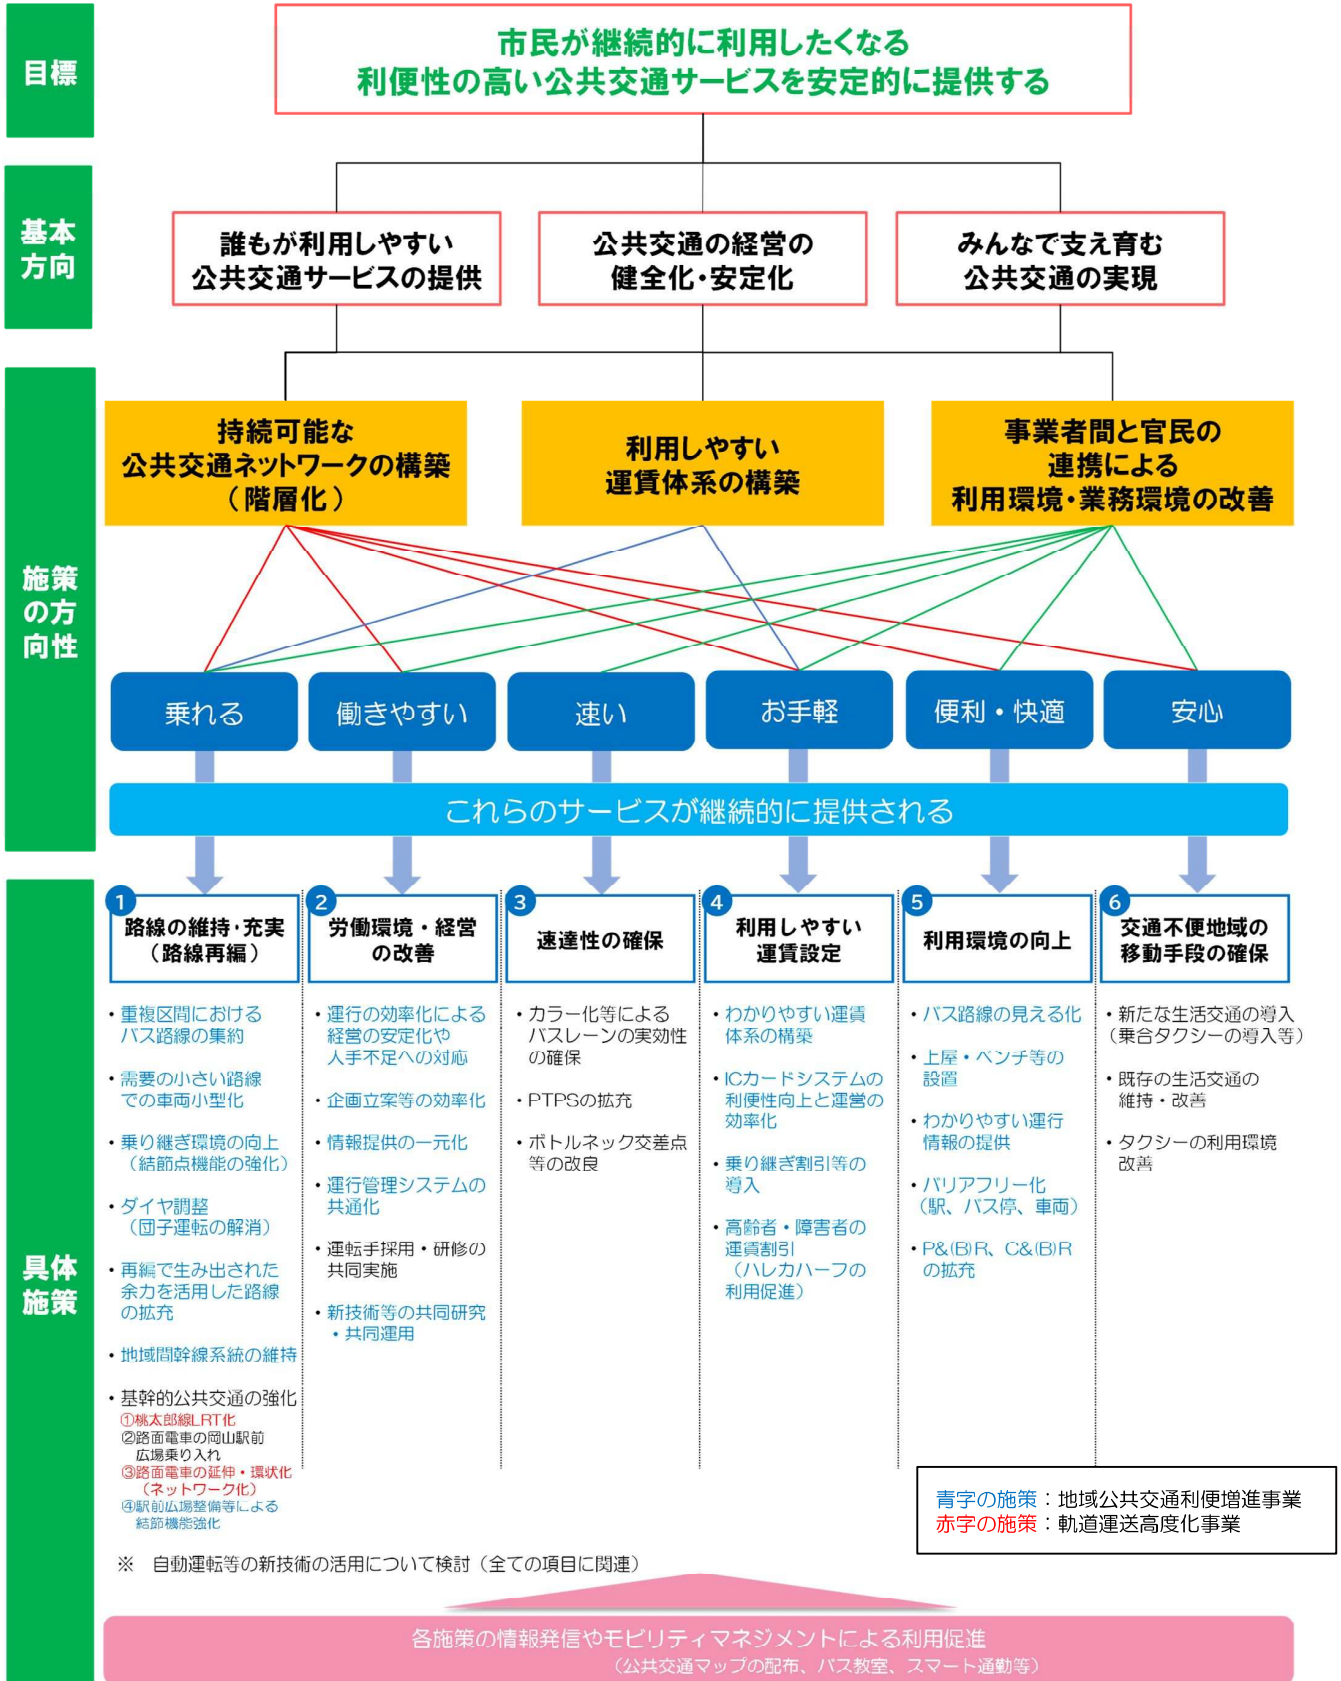 目標
市民が継続的に利用したくなる
利便性の高い公共交通サービスを安定的に提供する
基本
方向
誰もが利用しやすい
公共交通サービスの提供
公共交通の経営の
健全化・安定化
みんなで支え育む
公共交通の実現
施策
の方
向性
持続可能な
公共交通ネットワークの構築
（階層化）
利用しやすい
運賃体系の構築
事業者間と官民の
連携による
利用環境・業務環境の改善
乗れる
働きやすい
速い
お手軽
便利・快適
安心
これらのサービスが継続的に提供される
具体
施策
1
路線の維持・充実
（路線再編）
・重複区間における
バス路線の集約
・需要の小さい路線
での車両小型化
・乗り継ぎ環境の向上
（結節点機能の強化）
・ダイヤ調整
（団子運転の解消）
・再編で生み出された
余力を活用した路線
の拡充
・地域間幹線系統の維持
・基幹的公共交通の強化
①桃太郎線LRT化
②路面電車の岡山駅前
広場乗り入れ
③路面電車の延伸・環状化
（ネットワーク化）
④駅前広場整備等による
結節機能強化
2
労働環境・経営
の改善
・運行の効率化による
経営の安定化や
人手不足への対応
・企画立案等の効率化
・情報提供の一元化
・運行管理システムの
共通化
・運転手採用・研修の
共同実施
・新技術等の共同研究
・共同運用
3
速達性の確保
・カラー化等による
バスレーンの実効性
の確保
・PTPSの拡充
・ボトルネック交差点
等の改良
4
利用しやすい
運賃設定
・わかりやすい運賃
体系の構築
・ICカードシステムの
利便性向上と運営の
効率化
・乗り継ぎ割引等の
導入
・高齢者・障害者の
運賃割引
（ハレカハーフの
利用促進）
5
利用環境の向上
・バス路線の見える化
・上屋・ベンチ等の
設置
・わかりやすい運行
情報の提供
・バリアフリー化
（駅、バス停、車両）
・P&(B)R、C&(B)R
の拡充
6
交通不便地域の
移動手段の確保
・新たな生活交通の導入
（乗合タクシーの導入等）
・既存の生活交通の
維持・改善
・タクシーの利用環境
改善
青字の施策：地域公共交通利便増進事業
赤字の施策：軌道運送高度化事業
※　自動運転等の新技術の活用について検討（全ての項目に関連）
各施策の情報発信やモビリティマネジメントによる利用促進
（公共交通マップの配布、バス教室、スマート通勤等）